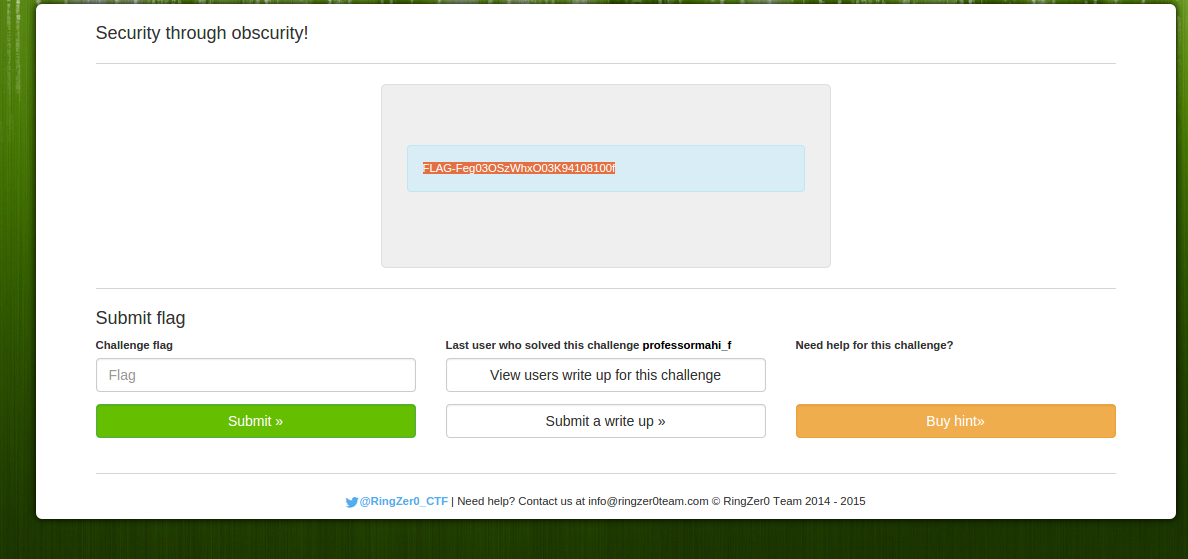 Security through obscurity!
FLAG-Feg03OSzWhxO03K94108100f
Submit flag
Challenge flag
Last user who solved this challenge professormahi_f
Need help for this challenge?
Flag
View users write up for this challenge
Submit »
Submit a write up »
Buy hint»
@RingZer0_CTF | Need help? Contact us at info@ringzer0team.com © RingZer0 Team 2014 - 2015